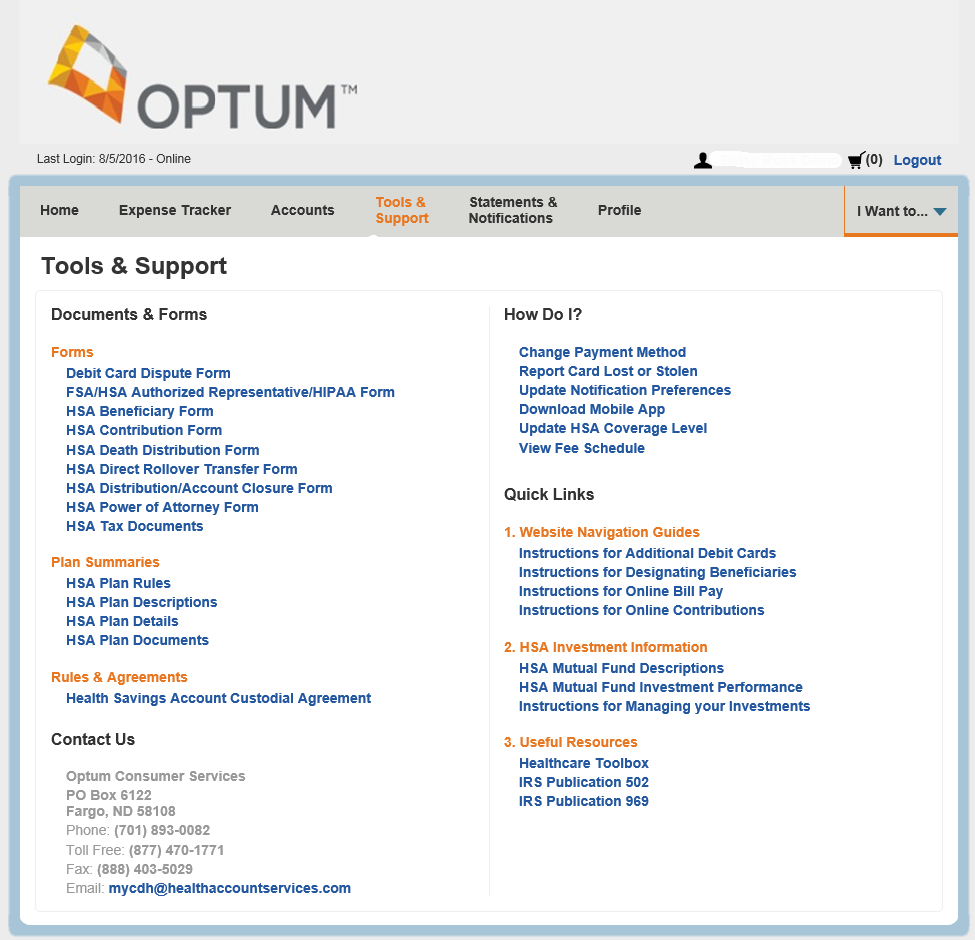 OPTUM™
Last Login: 8/5/2016 - Online
(0) Logout
Home
Expense Tracker
Accounts
Tools &
Support
Statements &
Notifications
Profile
I Want to...
Tools & Support
Documents & Forms
Forms
Debit Card Dispute Form
FSA/HSA Authorized Representative/HIPAA Form
HSA Beneficiary Form
HSA Contribution Form
HSA Death Distribution Form
HSA Direct Rollover Transfer Form
HSA Distribution/Account Closure Form
HSA Power of Attorney Form
HSA Tax Documents
Plan Summaries
HSA Plan Rules
HSA Plan Descriptions
HSA Plan Details
HSA Plan Documents
Rules & Agreements
Health Savings Account Custodial Agreement
Contact Us
Optum Consumer Services
PO Box 6122
Fargo, ND 58108
Phone: (701) 893-0082
Toll Free: (877) 470-1771
Fax: (888) 403-5029
Email: mycdh@healthaccountservices.com
How Do I?
Change Payment Method
Report Card Lost or Stolen
Update Notification Preferences
Download Mobile App
Update HSA Coverage Level
View Fee Schedule
Quick Links
1. Website Navigation Guides
Instructions for Additional Debit Cards
Instructions for Designating Beneficiaries
Instructions for Online Bill Pay
Instructions for Online Contributions
2. HSA Investment Information
HSA Mutual Fund Descriptions
HSA Mutual Fund Investment Performance
Instructions for Managing your Investments
3. Useful Resources
Healthcare Toolbox
IRS Publication 502
IRS Publication 969